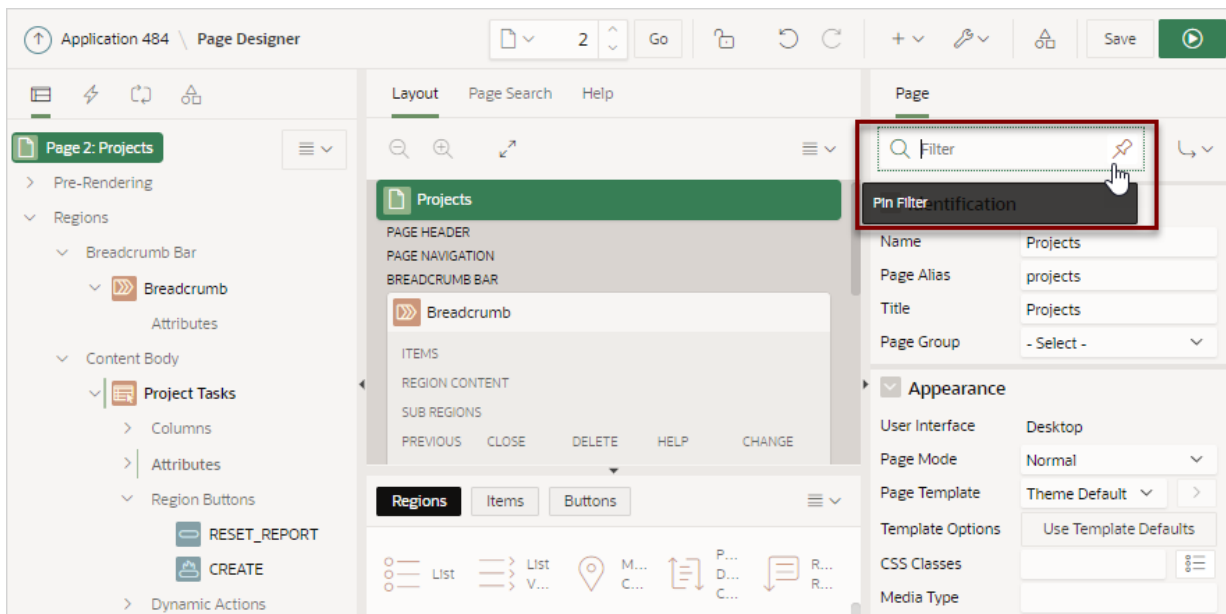 Application 484 \ Page Designer
2
Go
Save
Page 2: Projects
Pre-Rendering
Regions
Breadcrumb Bar
Breadcrumb
Attributes
Content Body
Project Tasks
Columns
Attributes
Region Buttons
RESET_REPORT
CREATE
Dynamic Actions
Layout Page Search Help
Projects
PAGE HEADER
PAGE NAVIGATION
BREADCRUMB BAR
Breadcrumb
ITEMS
REGION CONTENT
SUB REGIONS
PREVIOUS CLOSE DELETE HELP CHANGE
Regions Items Buttons
List
List
V...
M...
C...
P...
D...
C...
R...
R...
Page
Filter
Pin Filter
Identification
Name Projects
Page Alias projects
Title Projects
Page Group - Select -
Appearance
User Interface Desktop
Page Mode Normal
Page Template Theme Default
Template Options Use Template Defaults
CSS Classes
Media Type